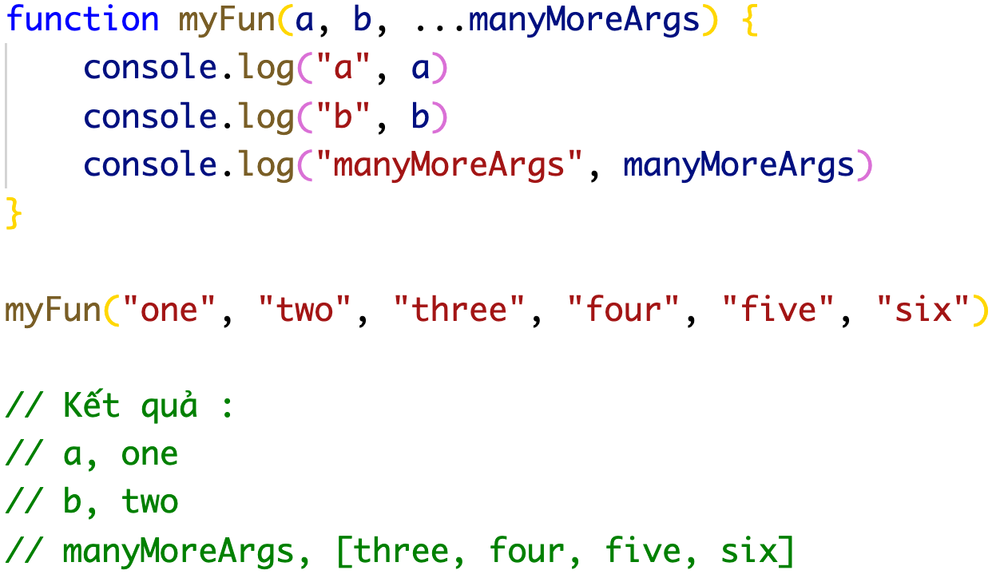 function myFun(a, b, ...manyMoreArgs) {
    console.log("a", a)
    console.log("b", b)
    console.log("manyMoreArgs", manyMoreArgs)
}
myFun("one", "two", "three", "four", "five", "six")
// Kết quả :
// a, one
// b, two
// manyMoreArgs, [three, four, five, six]